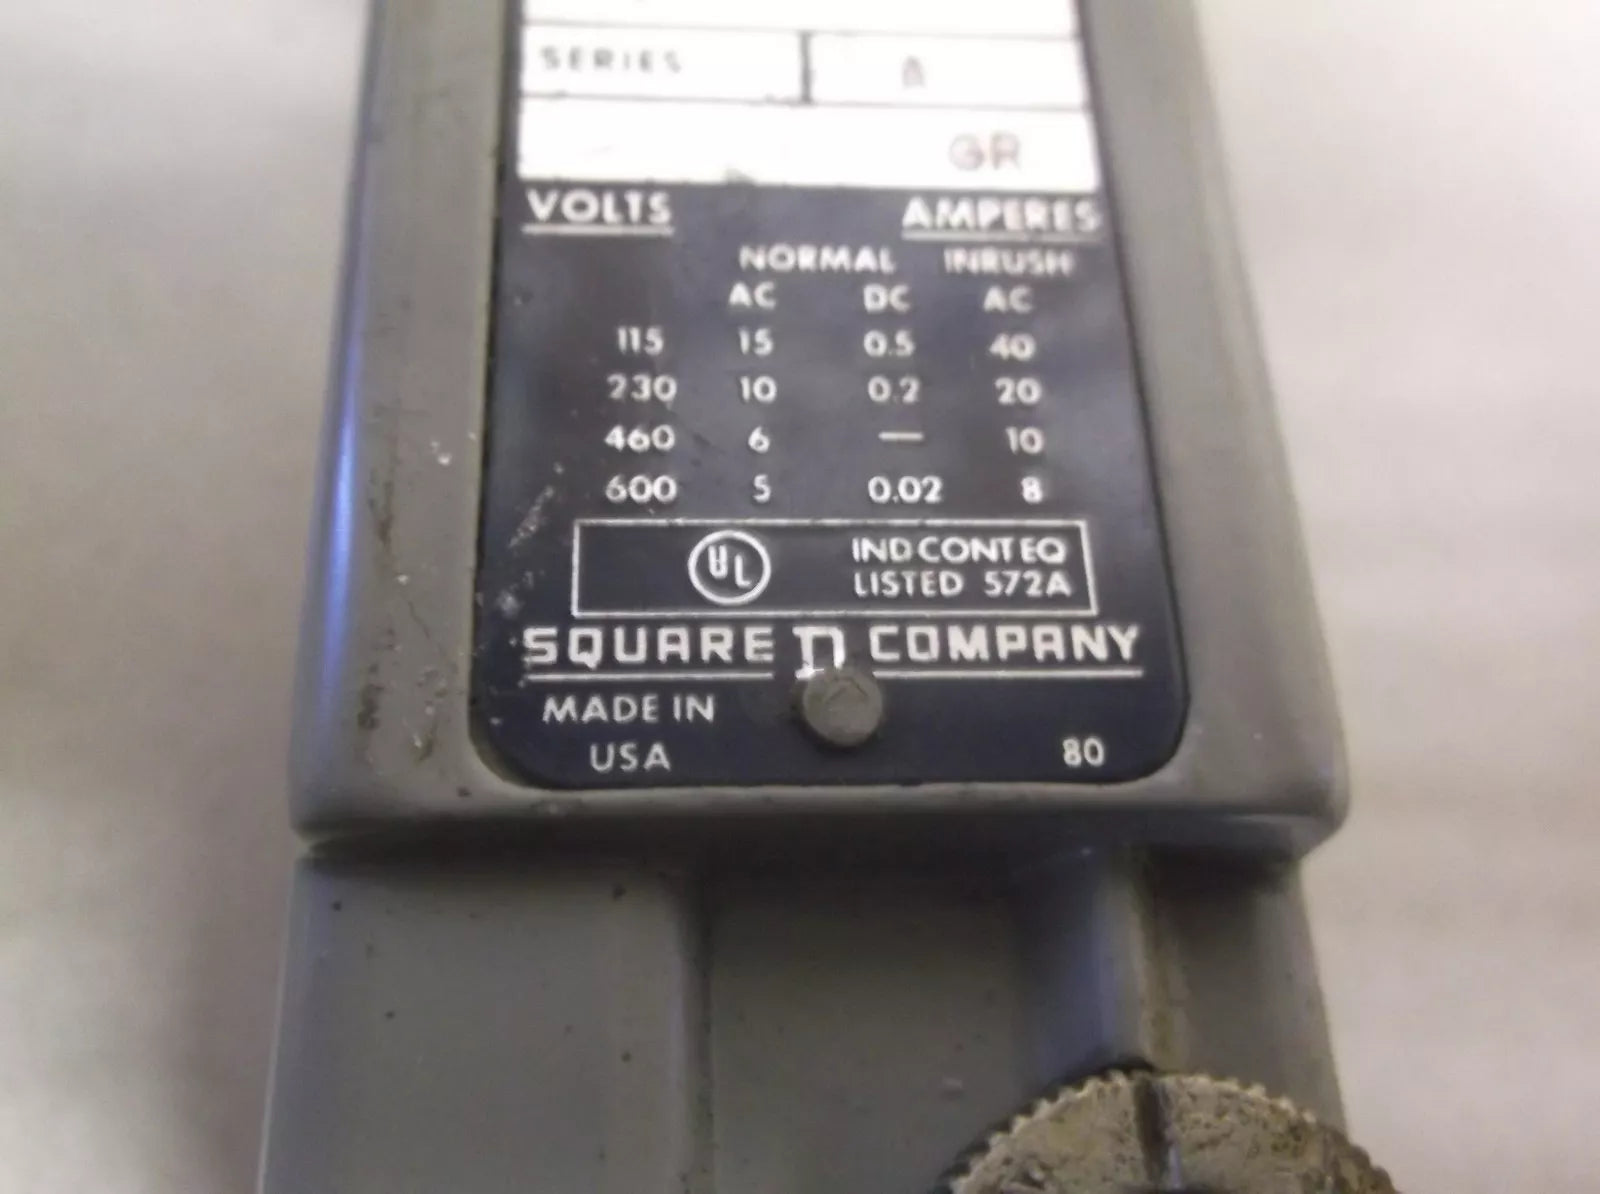 SERIES A
GR
VOLTS AMPERES
NORMAL INRUSH
AC DC AC
115 15 0.5 40
230 10 0.2 20
460 6 — 10
600 5 0.02 8
UL IND CONT EQ
LISTED 572A
SQUARE D COMPANY
MADE IN
USA 80